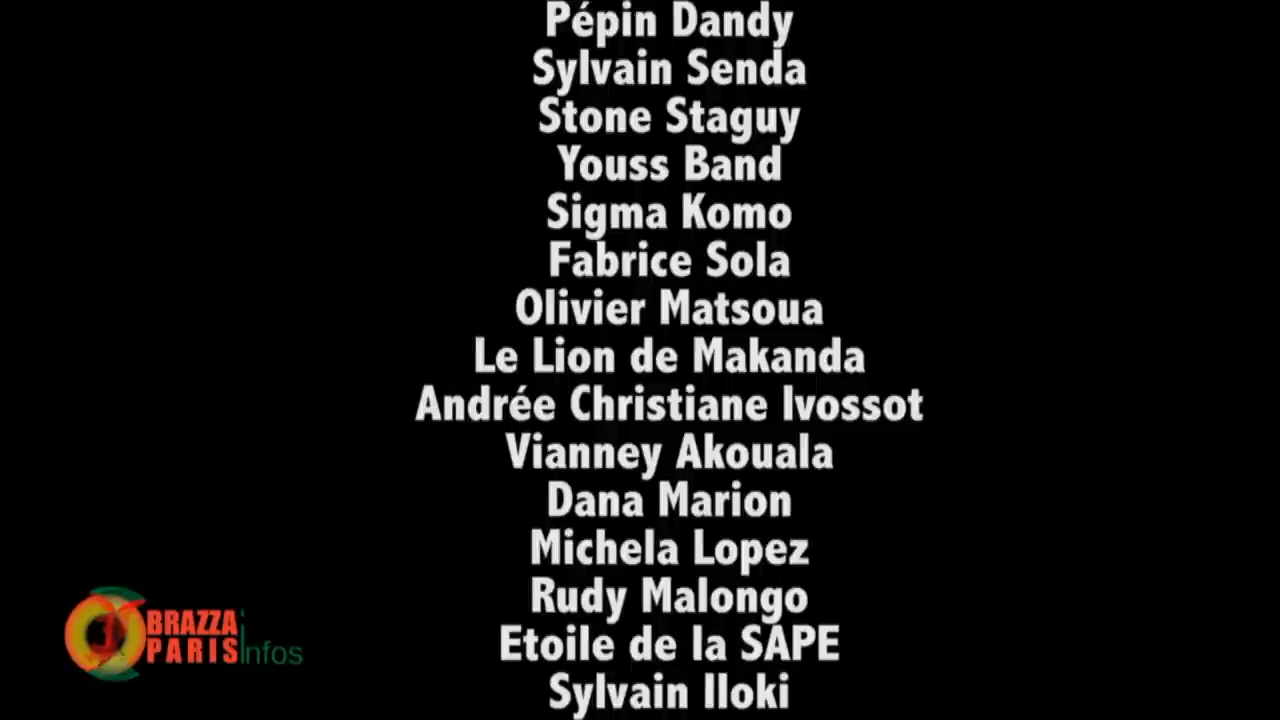 Pépin Dandy
Sylvain Senda
Stone Staguy
Youss Band
Sigma Komo
Fabrice Sola
Olivier Matsoua
Le Lion de Makanda
Andrée Christiane Ivossot
Vianney Akouala
Dana Marion
Michela Lopez
Rudy Malongo
Etoile de la SAPE
Sylvain Iloki
BRAZZA
PARIS Infos